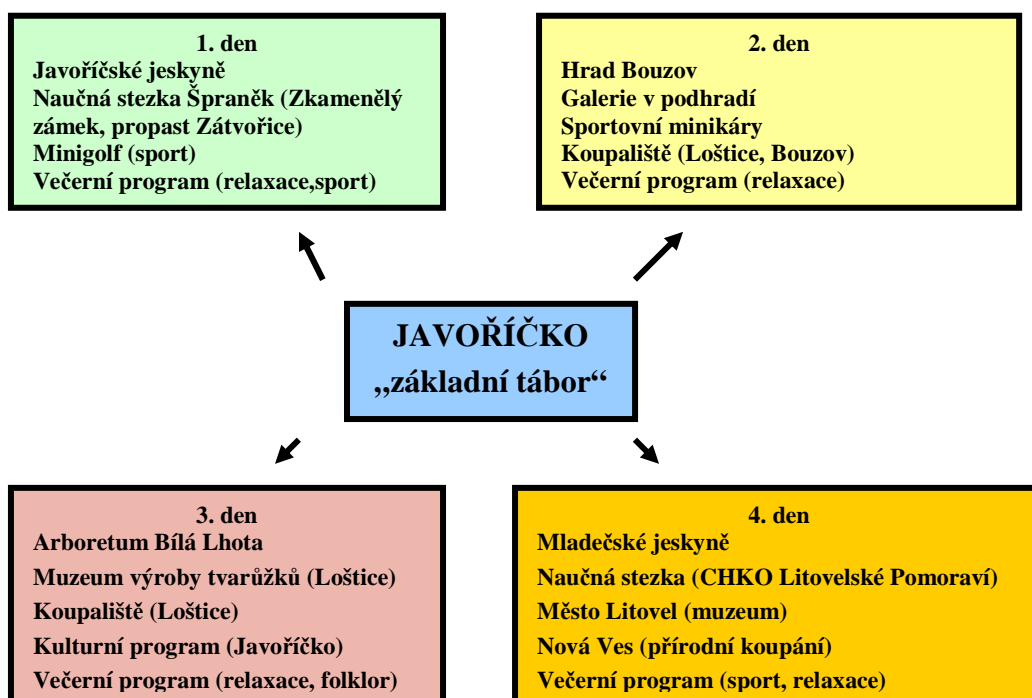 1. den
Javoříčské jeskyně
Naučná stezka Špraněk (Zkamenělý
zámek, propast Zátvořice)
Minigolf (sport)
Večerní program (relaxace,sport)
2. den
Hrad Bouzov
Galerie v podhradí
Sportovní minikáry
Koupaliště (Loštice, Bouzov)
Večerní program (relaxace)
JAVOŘÍČKO
„základní tábor“
3. den
Arboretum Bílá Lhota
Muzeum výroby tvarůžků (Loštice)
Koupaliště (Loštice)
Kulturní program (Javoříčko)
Večerní program (relaxace, folklor)
4. den
Mladečské jeskyně
Naučná stezka (CHKO Litovelské Pomoraví)
Město Litovel (muzeum)
Nová Ves (přírodní koupání)
Večerní program (sport, relaxace)